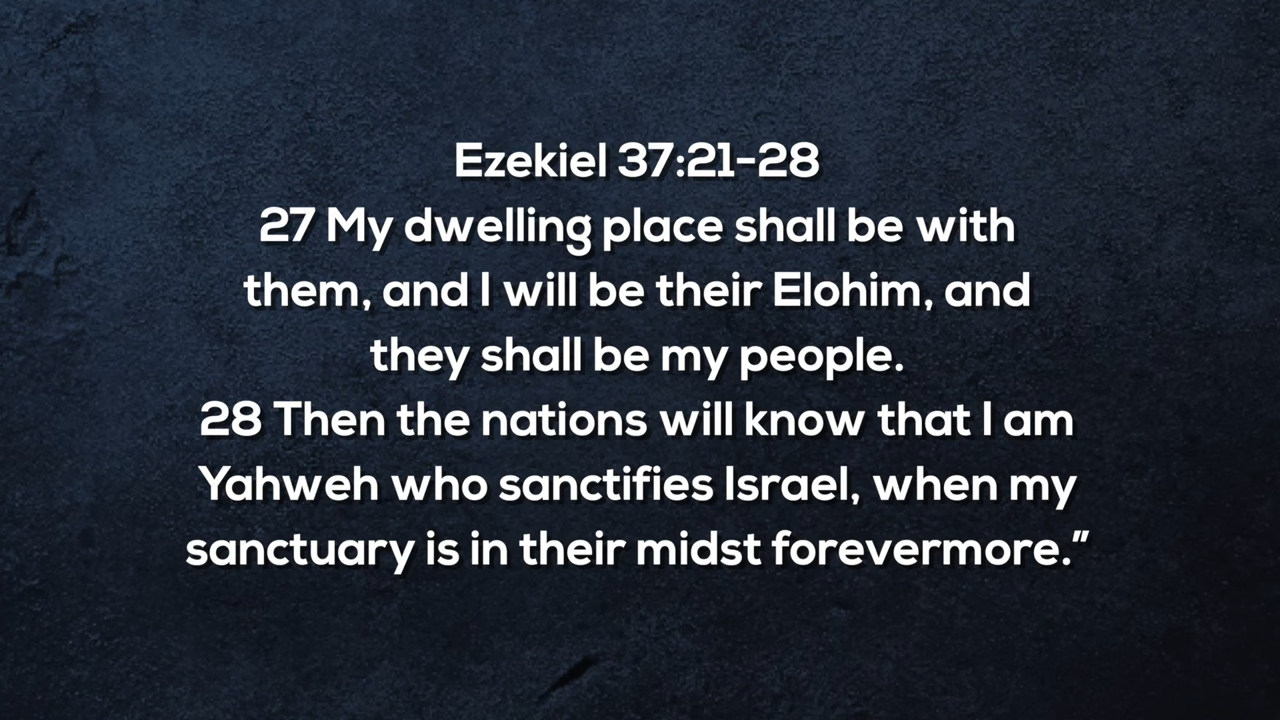 Ezekiel 37:21-28
27 My dwelling place shall be with
them, and I will be their Elohim, and
they shall be my people.
28 Then the nations will know that I am
Yahweh who sanctifies Israel, when my
sanctuary is in their midst forevermore.”